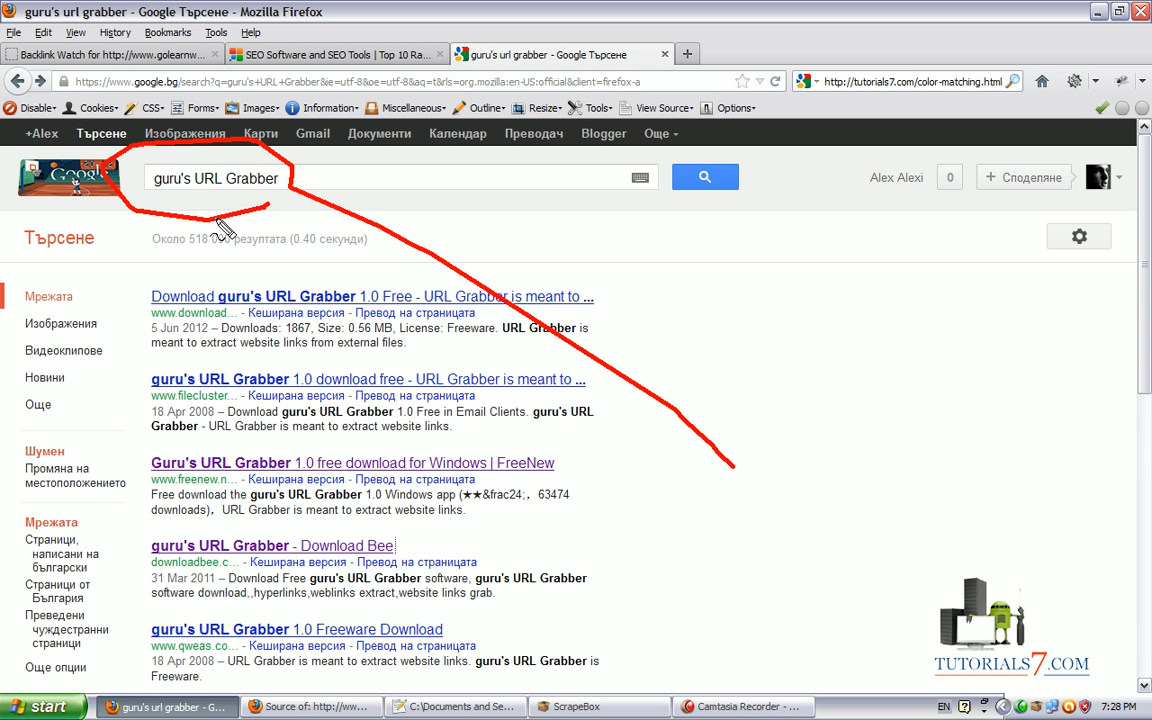 guru's url grabber - Google Търсене - Mozilla Firefox
File Edit View History Bookmarks Tools Help
Backlink Watch for http://www.golearnw...
SEO Software and SEO Tools | Top 10 Ra...
guru's url grabber - Google Търсене
https://www.google.bg/search?q=guru's+URL+Grabber&ie=utf-8&oe=utf-8&aq=t&rls=org.mozilla:en-US:official&client=firefox-a
http://tutorials7.com/color-matching.html
Disable Cookies CSS Forms Images Information Miscellaneous Outline Resize Tools View Source Options
+Alex Търсене Изображения Карти Gmail Документи Календар Преводач Blogger Още
Google guru's URL Grabber Alex Alexi 0 + Споделяне
Търсене
Около 518 резултата (0.40 секунди)
Мрежата
Изображения
Видеоклипове
Новини
Още
Шумен
Промяна на
местоположението
Мрежата
Страници,
написани на
български
Страници от
България
Преведени
чуждестранни
страници
Още опции
Download guru's URL Grabber 1.0 Free - URL Grabber is meant to ...
www.download... - Кеширана версия - Превод на страницата
5 Jun 2012 – Downloads: 1867, Size: 0.56 MB, License: Freeware. URL Grabber is
meant to extract website links from external files.
guru's URL Grabber 1.0 download free - URL Grabber is meant to ...
www.filecluster... - Кеширана версия - Превод на страницата
18 Apr 2008 – Download guru's URL Grabber 1.0 Free in Email Clients. guru's URL
Grabber - URL Grabber is meant to extract website links.
Guru's URL Grabber 1.0 free download for Windows | FreeNew
www.freenew.n... - Кеширана версия - Превод на страницата
Free download the guru's URL Grabber 1.0 Windows app (★★&frac24;, 63474
downloads), URL Grabber is meant to extract website links.
guru's URL Grabber - Download Bee
downloadbee.c... - Кеширана версия - Превод на страницата
31 Mar 2011 – Download Free guru's URL Grabber software, guru's URL Grabber
software download,,hyperlinks,weblinks extract,website links grab.
guru's URL Grabber 1.0 Freeware Download
www.qweas.co... - Кеширана версия - Превод на страницата
18 Apr 2008 – URL Grabber is meant to extract website links. guru's URL Grabber is
Freeware.
TUTORIALS7.COM
start guru's url grabber - G... Source of: http://ww... C:\Documents and Se... ScrapeBox Camtasia Recorder - ... EN 7:28 PM